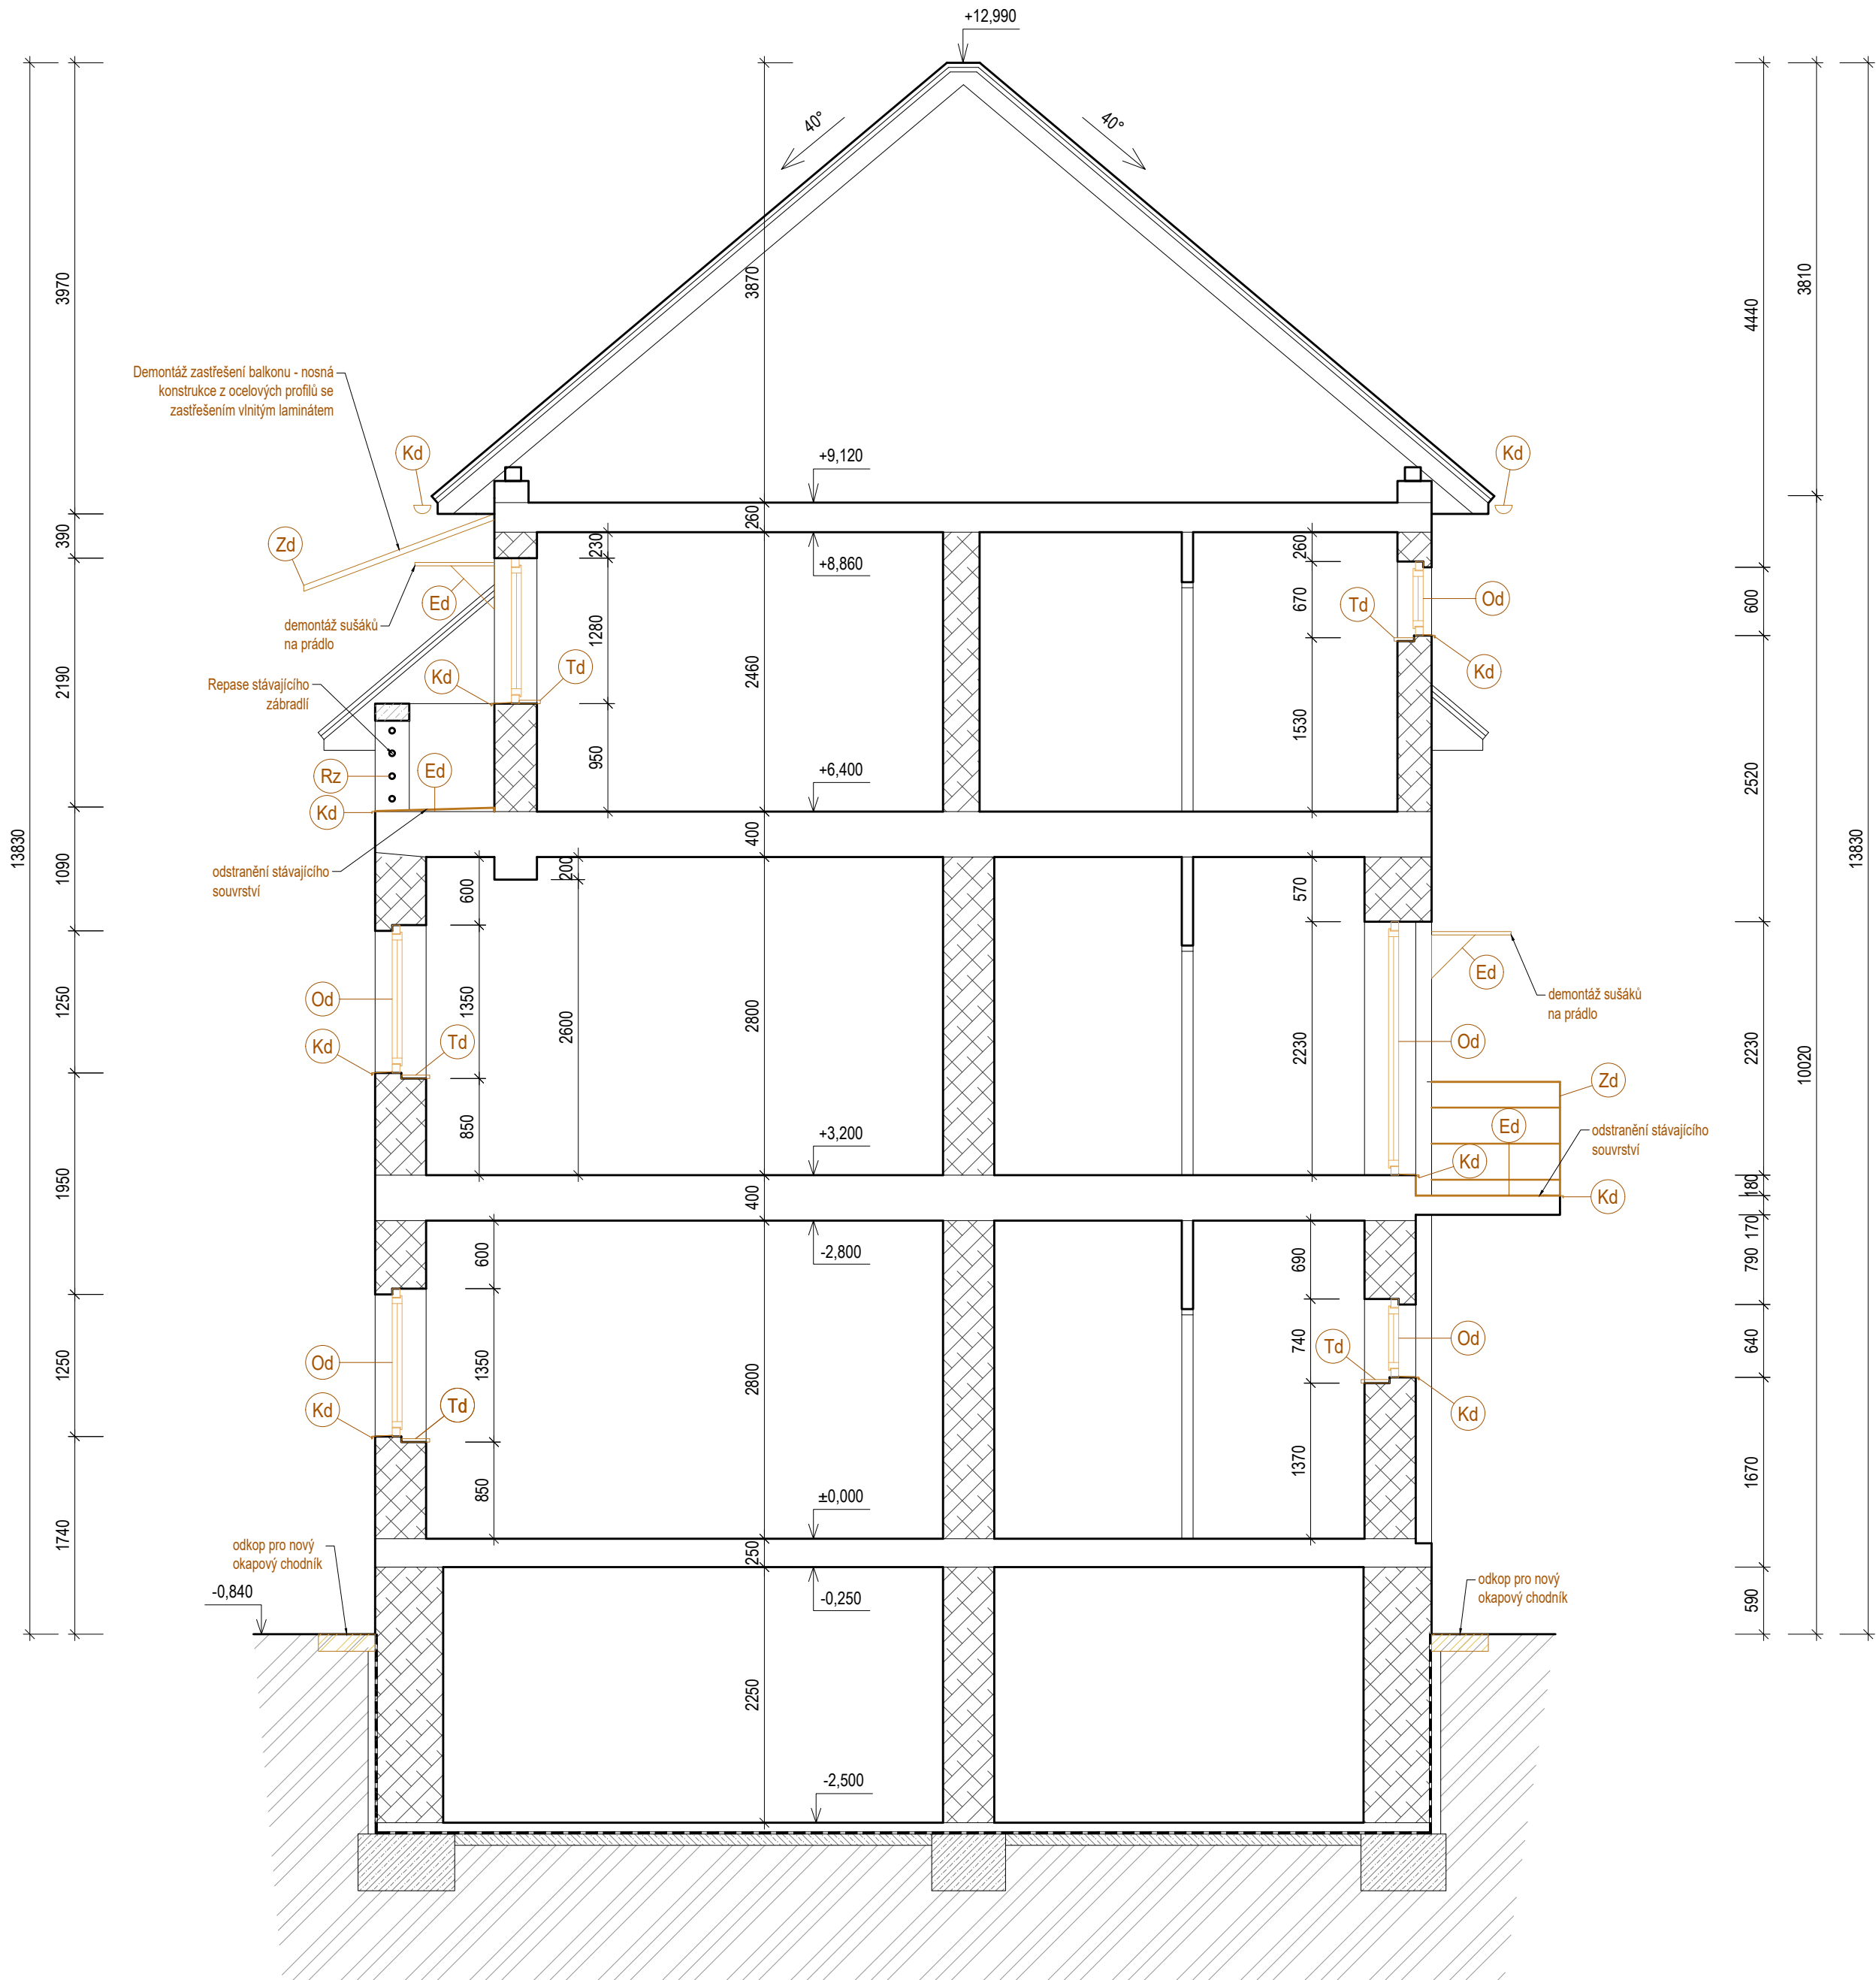 +12,990
40°
40°
3970
3870
3810
4440
Demontáž zastřešení balkonu - nosná
konstrukce z ocelových profilů se
zastřešením vlnitým laminátem
Kd
Kd
+9,120
390
260
Zd
230
+8,860
260
Ed
Td
Od
600
670
demontáž sušáků
na prádlo
1280
2460
Kd
Td
Kd
2190
Repase stávajícího
zábradlí
1530
950
+6,400
2520
Rz
Ed
Kd
13830
13830
1090
400
200
odstranění stávajícího
souvrství
600
570
Ed
demontáž sušáků
na prádlo
1250
Od
1350
2600
2800
2230
2230
Kd
Td
Od
10020
Zd
850
+3,200
Ed
odstranění stávajícího
souvrství
Kd
1950
400
180
Kd
170
600
-2,800
690
790
1250
Od
1350
2800
740
Td
Od
640
Kd
Td
Kd
850
1370
1670
±0,000
1740
odkop pro nový
okapový chodník
250
-0,840
-0,250
odkop pro nový
okapový chodník
590
2250
-2,500